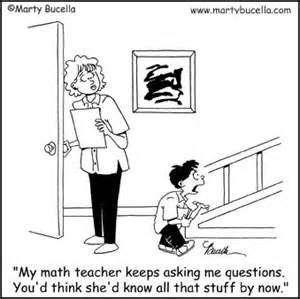 ©Marty Bucella www.martybucella.com
Bucella
"My math teacher keeps asking me questions.
You'd think she'd know all that stuff by now."